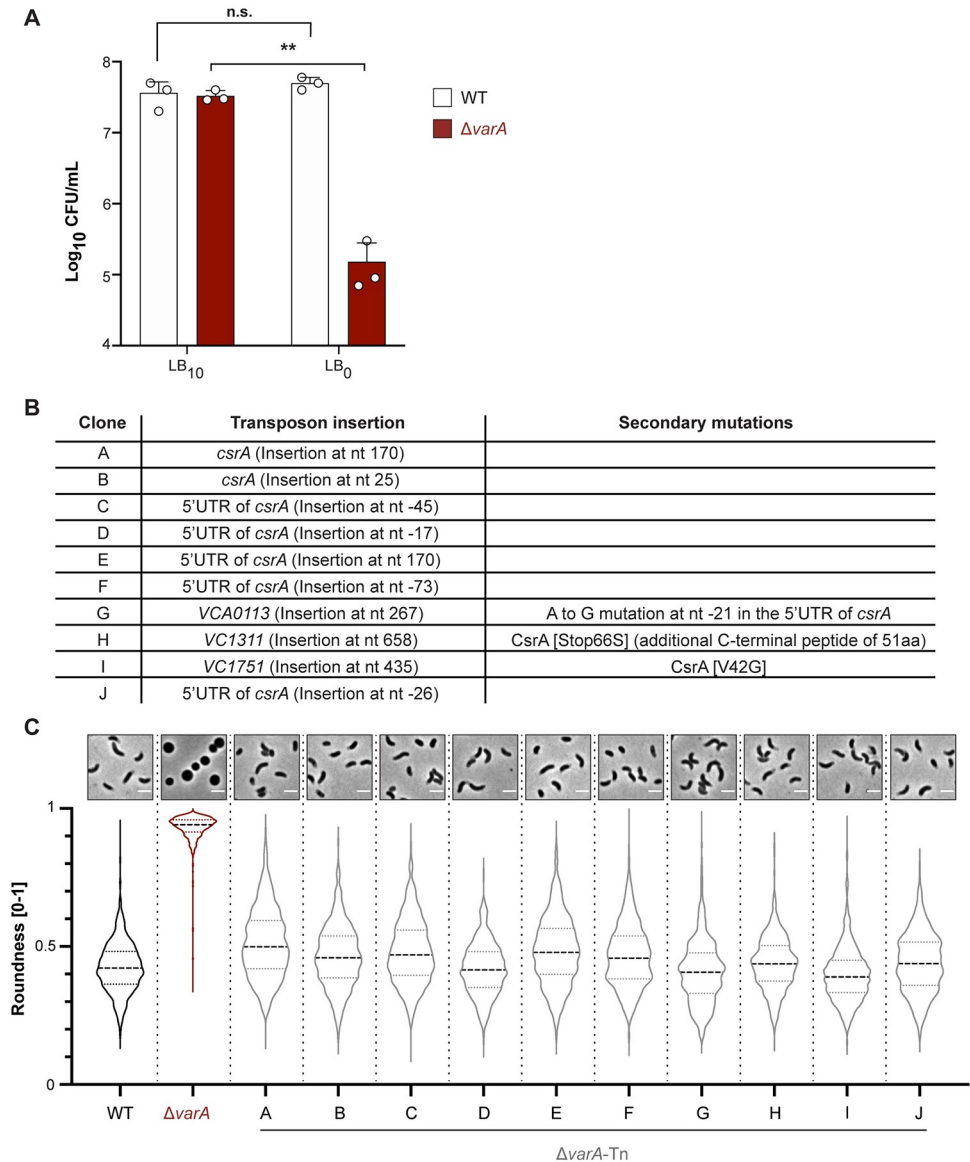 A
n.s.
**
8
7
6
5
4
Log10 CFU/mL
LB10
LB0
WT
ΔvarA
B
Clone Transposon insertion Secondary mutations
A csrA (Insertion at nt 170)
B csrA (Insertion at nt 25)
C 5'UTR of csrA (Insertion at nt -45)
D 5'UTR of csrA (Insertion at nt -17)
E 5'UTR of csrA (Insertion at nt 170)
F 5'UTR of csrA (Insertion at nt -73)
G VCA0113 (Insertion at nt 267) A to G mutation at nt -21 in the 5'UTR of csrA
H VC1311 (Insertion at nt 658) CsrA [Stop66S] (additional C-terminal peptide of 51aa)
I VC1751 (Insertion at nt 435) CsrA [V42G]
J 5'UTR of csrA (Insertion at nt -26)
C
1
0.5
0
Roundness [0-1]
WT ΔvarA A B C D E F G H I J
ΔvarA-Tn